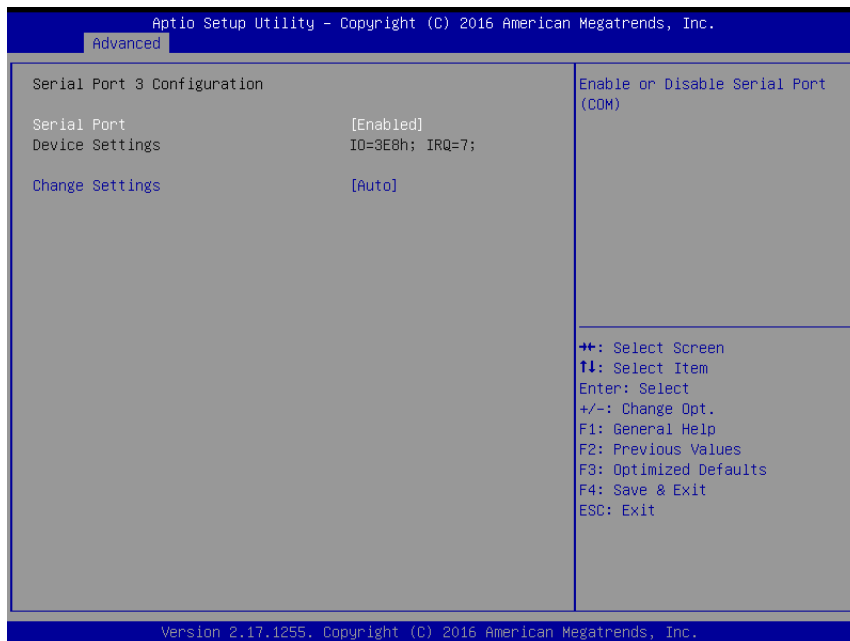 Aptio Setup Utility – Copyright (C) 2016 American Megatrends, Inc.
Advanced
Serial Port 3 Configuration
Serial Port [Enabled]
Device Settings IO=3E8h; IRQ=7;
Change Settings [Auto]
Enable or Disable Serial Port
(COM)
→←: Select Screen
↑↓: Select Item
Enter: Select
+/-: Change Opt.
F1: General Help
F2: Previous Values
F3: Optimized Defaults
F4: Save & Exit
ESC: Exit
Version 2.17.1255. Copyright (C) 2016 American Megatrends, Inc.